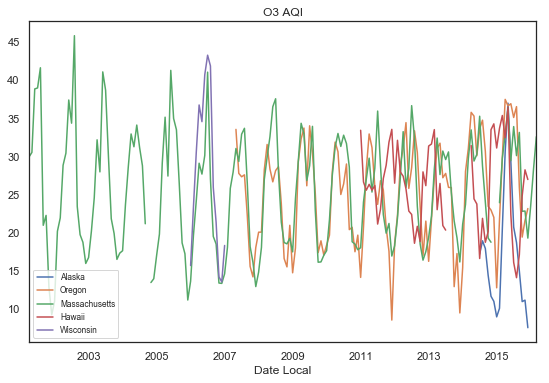 O3 AQI
45
40
35
30
25
20
15
10
Alaska
Oregon
Massachusetts
Hawaii
Wisconsin
2003
2005
2007
2009
2011
2013
2015
Date Local